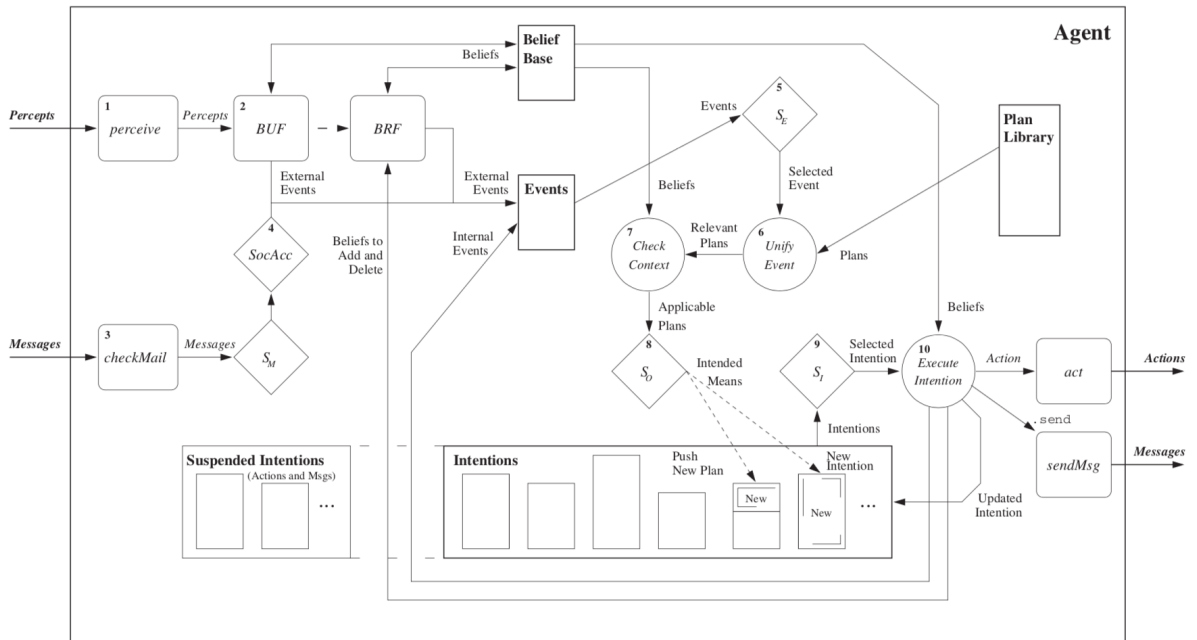 Agent
Belief
Base
Beliefs
5
S_E
Events
Plan
Library
Percepts
1
perceive
Percepts
2
BUF
BRF
External
Events
External
Events
Events
Selected
Event
Beliefs
4
SocAcc
Beliefs to
Add and
Delete
Internal
Events
7
Check
Context
Relevant
Plans
6
Unify
Event
Plans
Applicable
Plans
Beliefs
Messages
3
checkMail
Messages
S_M
8
S_O
Intended
Means
9
S_I
Selected
Intention
10
Execute
Intention
Action
act
Actions
.send
sendMsg
Messages
Intentions
Suspended Intentions
(Actions and Msgs)
...
Intentions
Push
New Plan
New
Intention
New
New
...
Updated
Intention